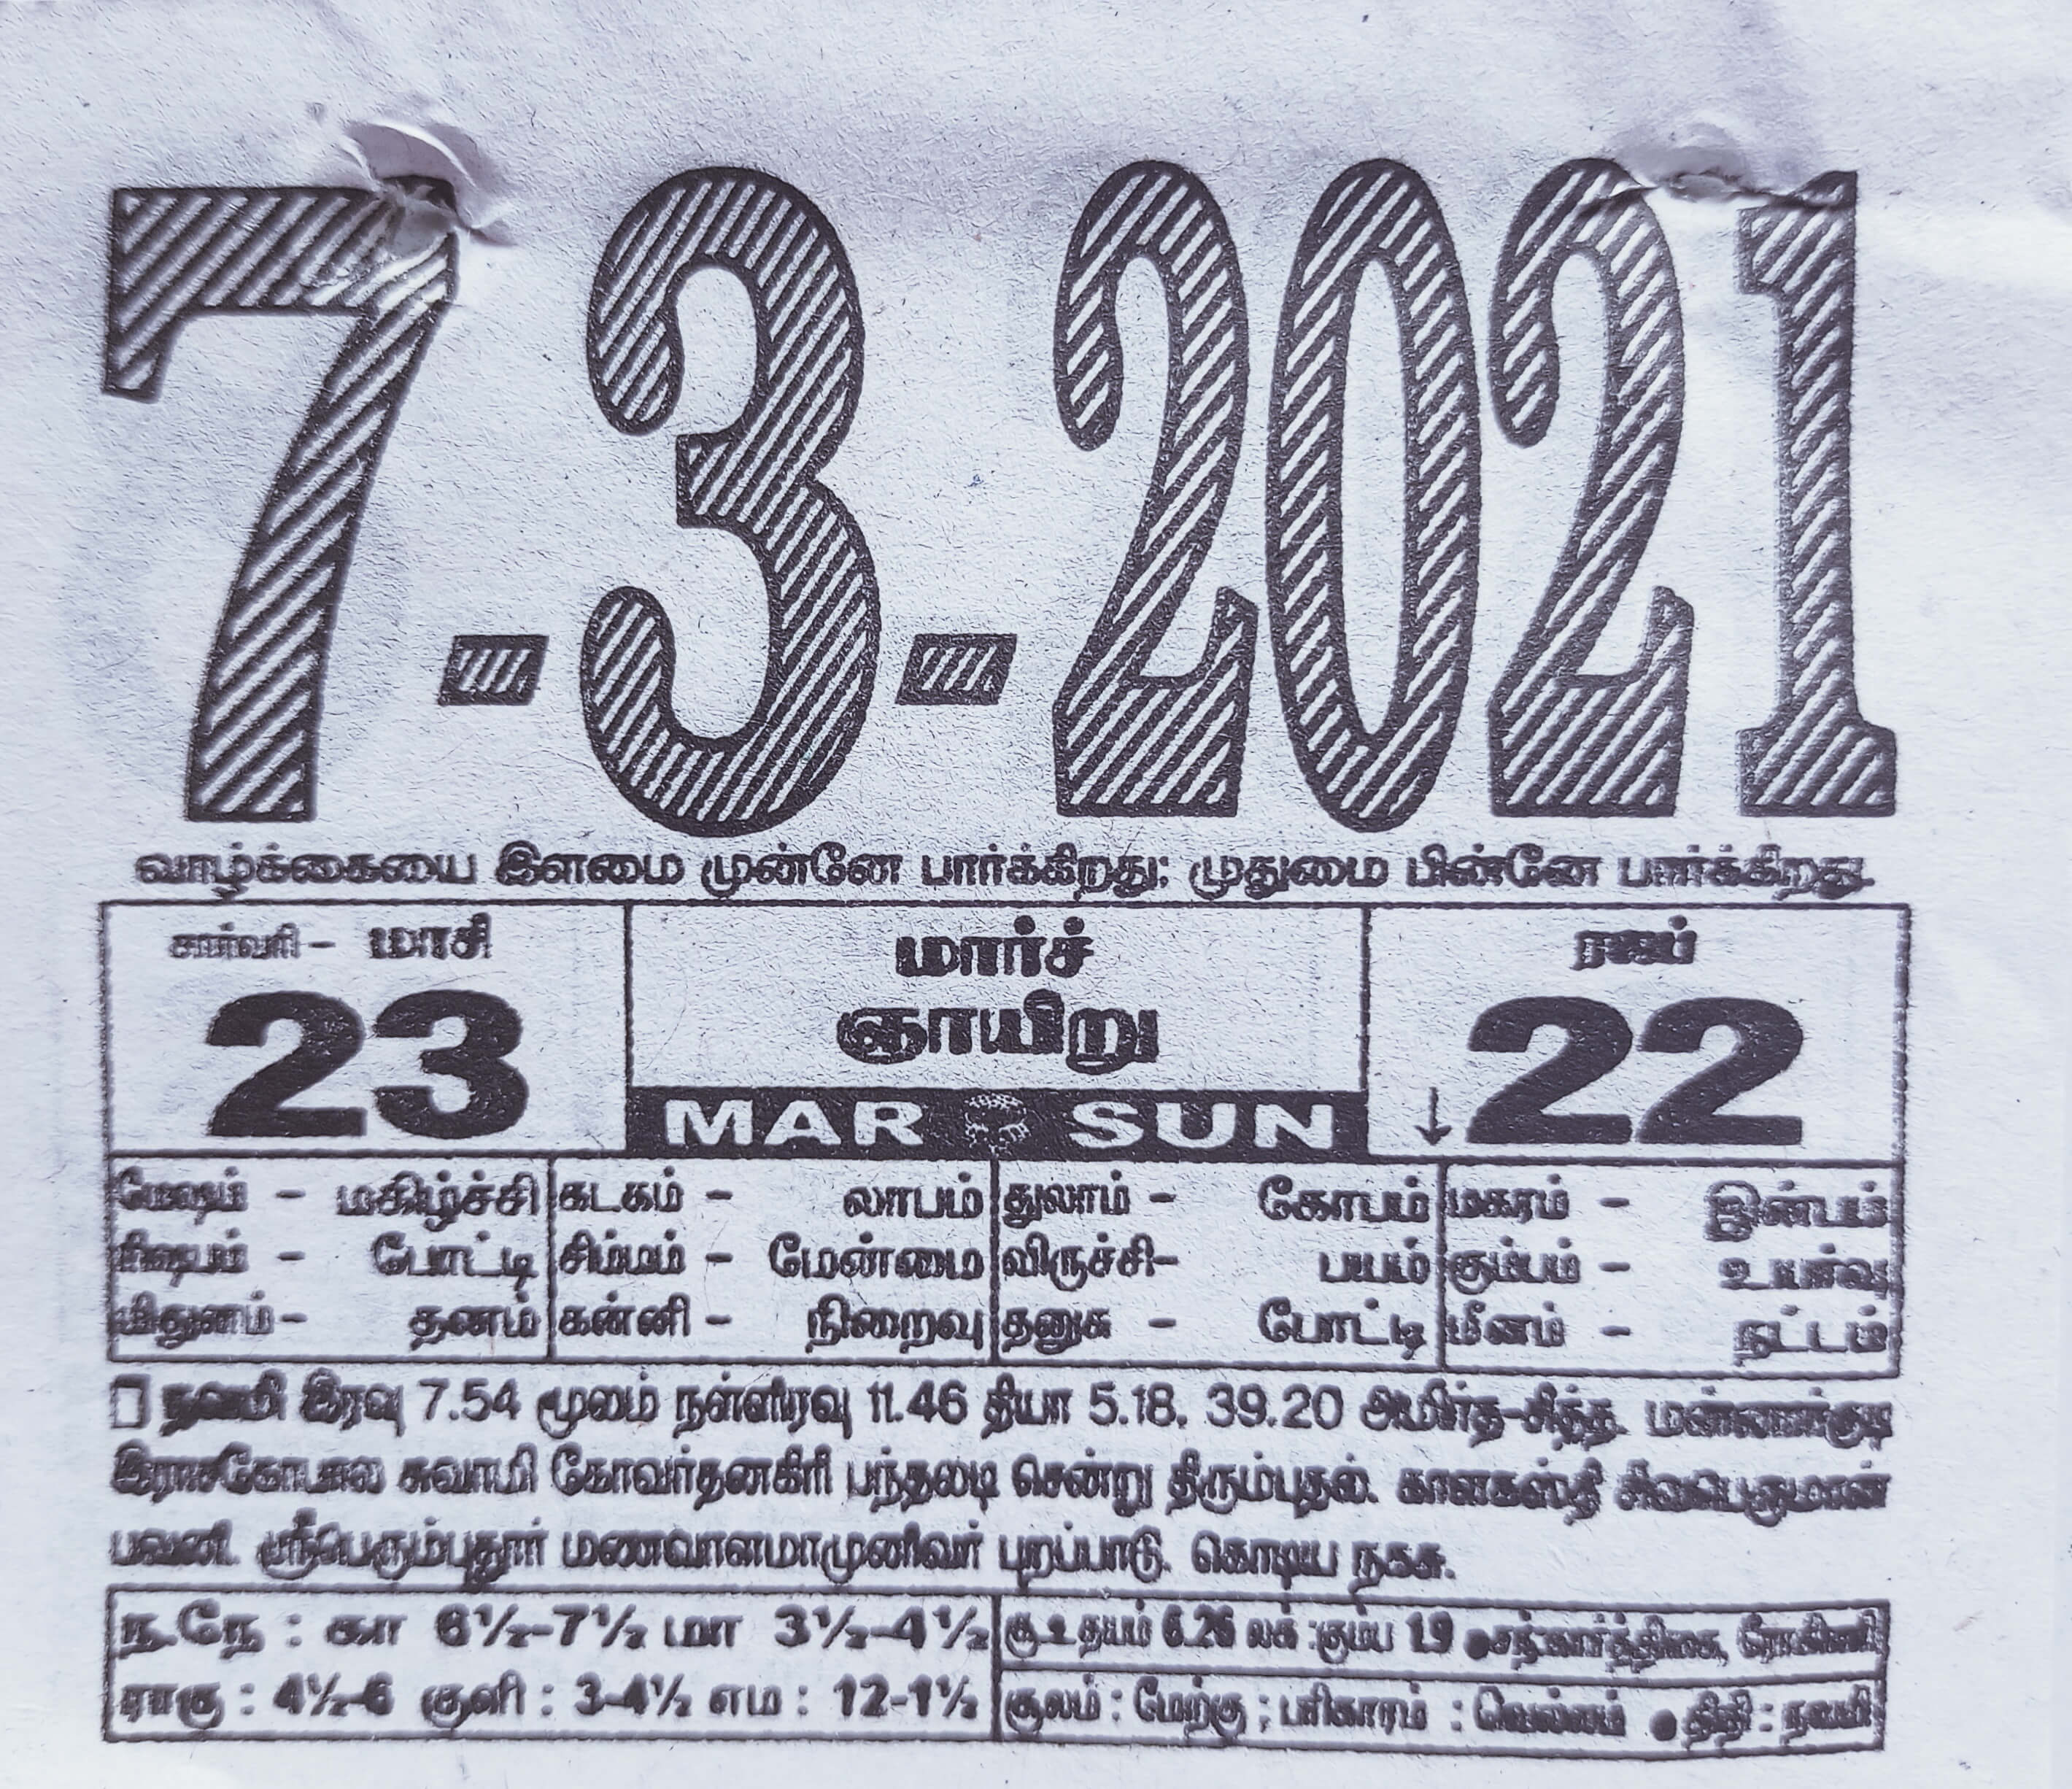 7-3-2021
வாழ்க்கையை இளமை முன்னே பார்க்கிறது; முதுமை பின்னே பார்க்கிறது.
சார்வரி - மாசி
23
மார்ச்
ஞாயிறு
MAR SUN
ரஜப்
↓22
மேஷம் - மகிழ்ச்சி
ரிஷபம் - போட்டி
மிதுனம் - தனம்
கடகம் - லாபம்
சிம்மம் - மேன்மை
கன்னி - நிறைவு
துலாம் - கோபம்
விருச்சி- பயம்
தனுசு - போட்டி
மகரம் - இன்பம்
கும்பம் - உயர்வு
மீனம் - நட்டம்
நவமி இரவு 7.54 மூலம் நள்ளிரவு 11.46 தியா 5.18, 39.20 அமிர்த-சித்த. மன்னார்குடி
இராசகோபால சுவாமி கோவர்தனகிரி பந்தலடி சென்று திரும்புதல். காளகஸ்தி சிவபெருமான்
பவனி. ஸ்ரீபெரும்புதூர் மணவாளமாமுனிவர் புறப்பாடு. கொடிய நகசு.
ந.நே : கா 6½-7½ மா 3½-4½
ராகு : 4½-6 குளி : 3-4½ எம : 12-1½
சூ.உதயம் 6.26 லக் :கும்ப 1.9 ●சந்:கார்த்திகை, ரோகிணி
சூலம் : மேற்கு ; பரிகாரம் : வெல்லம் ● திதி : நவமி